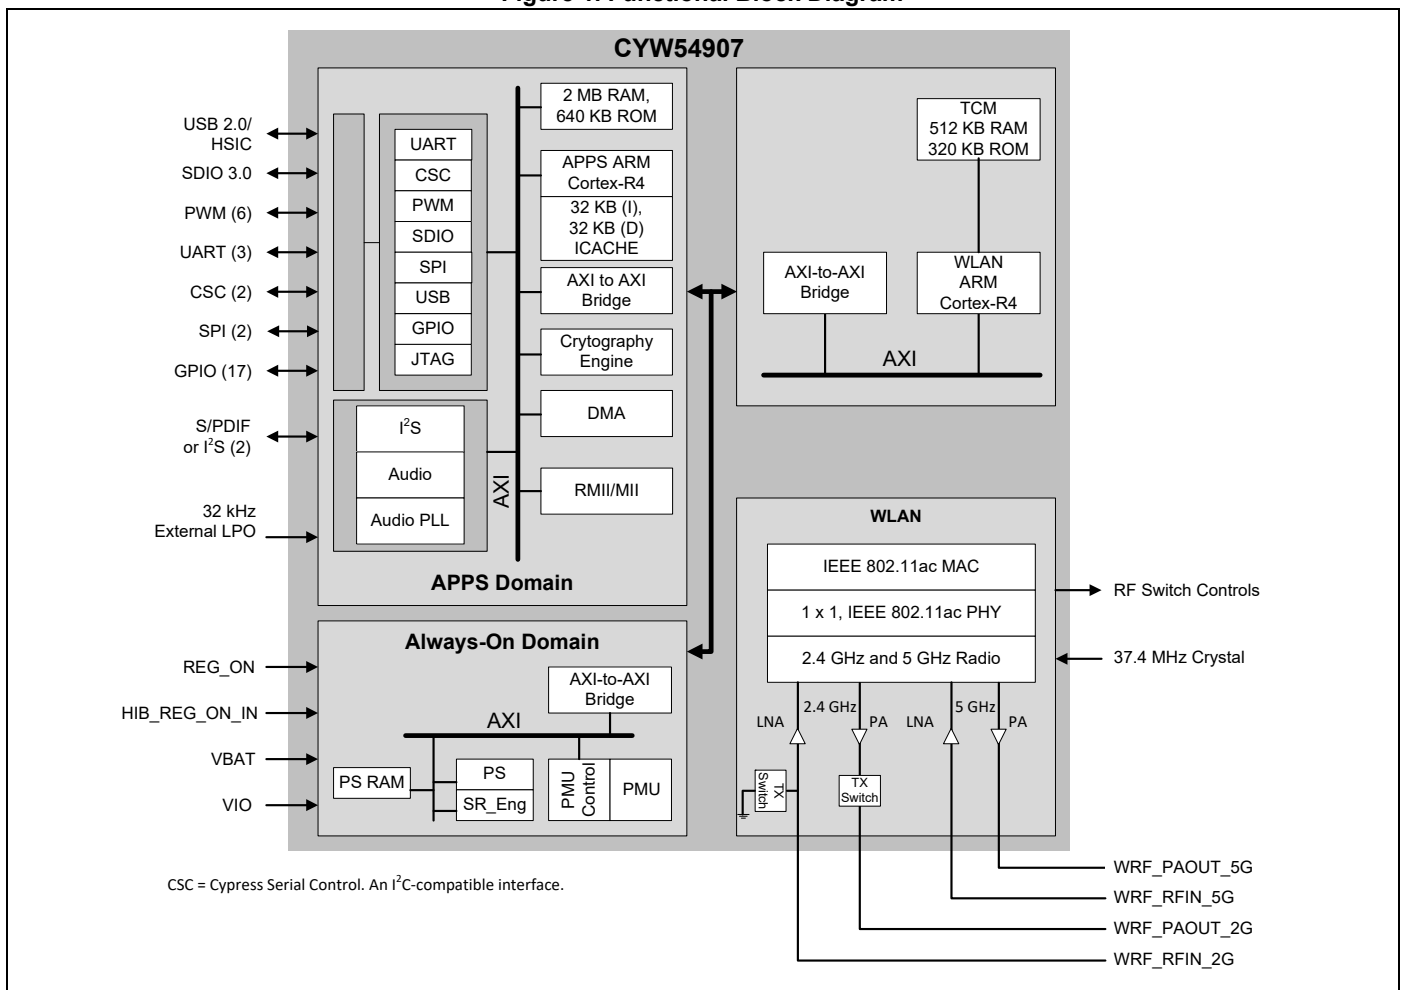 Figure 1. Functional Block Diagram
CYW54907
USB 2.0/
HSIC
SDIO 3.0
PWM (6)
UART (3)
CSC (2)
SPI (2)
GPIO (17)
S/PDIF
or I²S (2)
32 kHz
External LPO
UART
CSC
PWM
SDIO
SPI
USB
GPIO
JTAG
I²S
Audio
Audio PLL
AXI
2 MB RAM,
640 KB ROM
APPS ARM
Cortex-R4
32 KB (I),
32 KB (D)
ICACHE
AXI to AXI
Bridge
Crytography
Engine
DMA
RMII/MII
APPS Domain
TCM
512 KB RAM
320 KB ROM
AXI-to-AXI
Bridge
WLAN
ARM
Cortex-R4
AXI
REG_ON
HIB_REG_ON_IN
VBAT
VIO
Always-On Domain
AXI-to-AXI
Bridge
AXI
PS RAM
PS
SR_Eng
PMU
Control
PMU
WLAN
IEEE 802.11ac MAC
1 x 1, IEEE 802.11ac PHY
2.4 GHz and 5 GHz Radio
RF Switch Controls
37.4 MHz Crystal
LNA
2.4 GHz
PA
LNA
5 GHz
PA
TX
Switch
TX
Switch
WRF_PAOUT_5G
WRF_RFIN_5G
WRF_PAOUT_2G
WRF_RFIN_2G
CSC = Cypress Serial Control. An I²C-compatible interface.